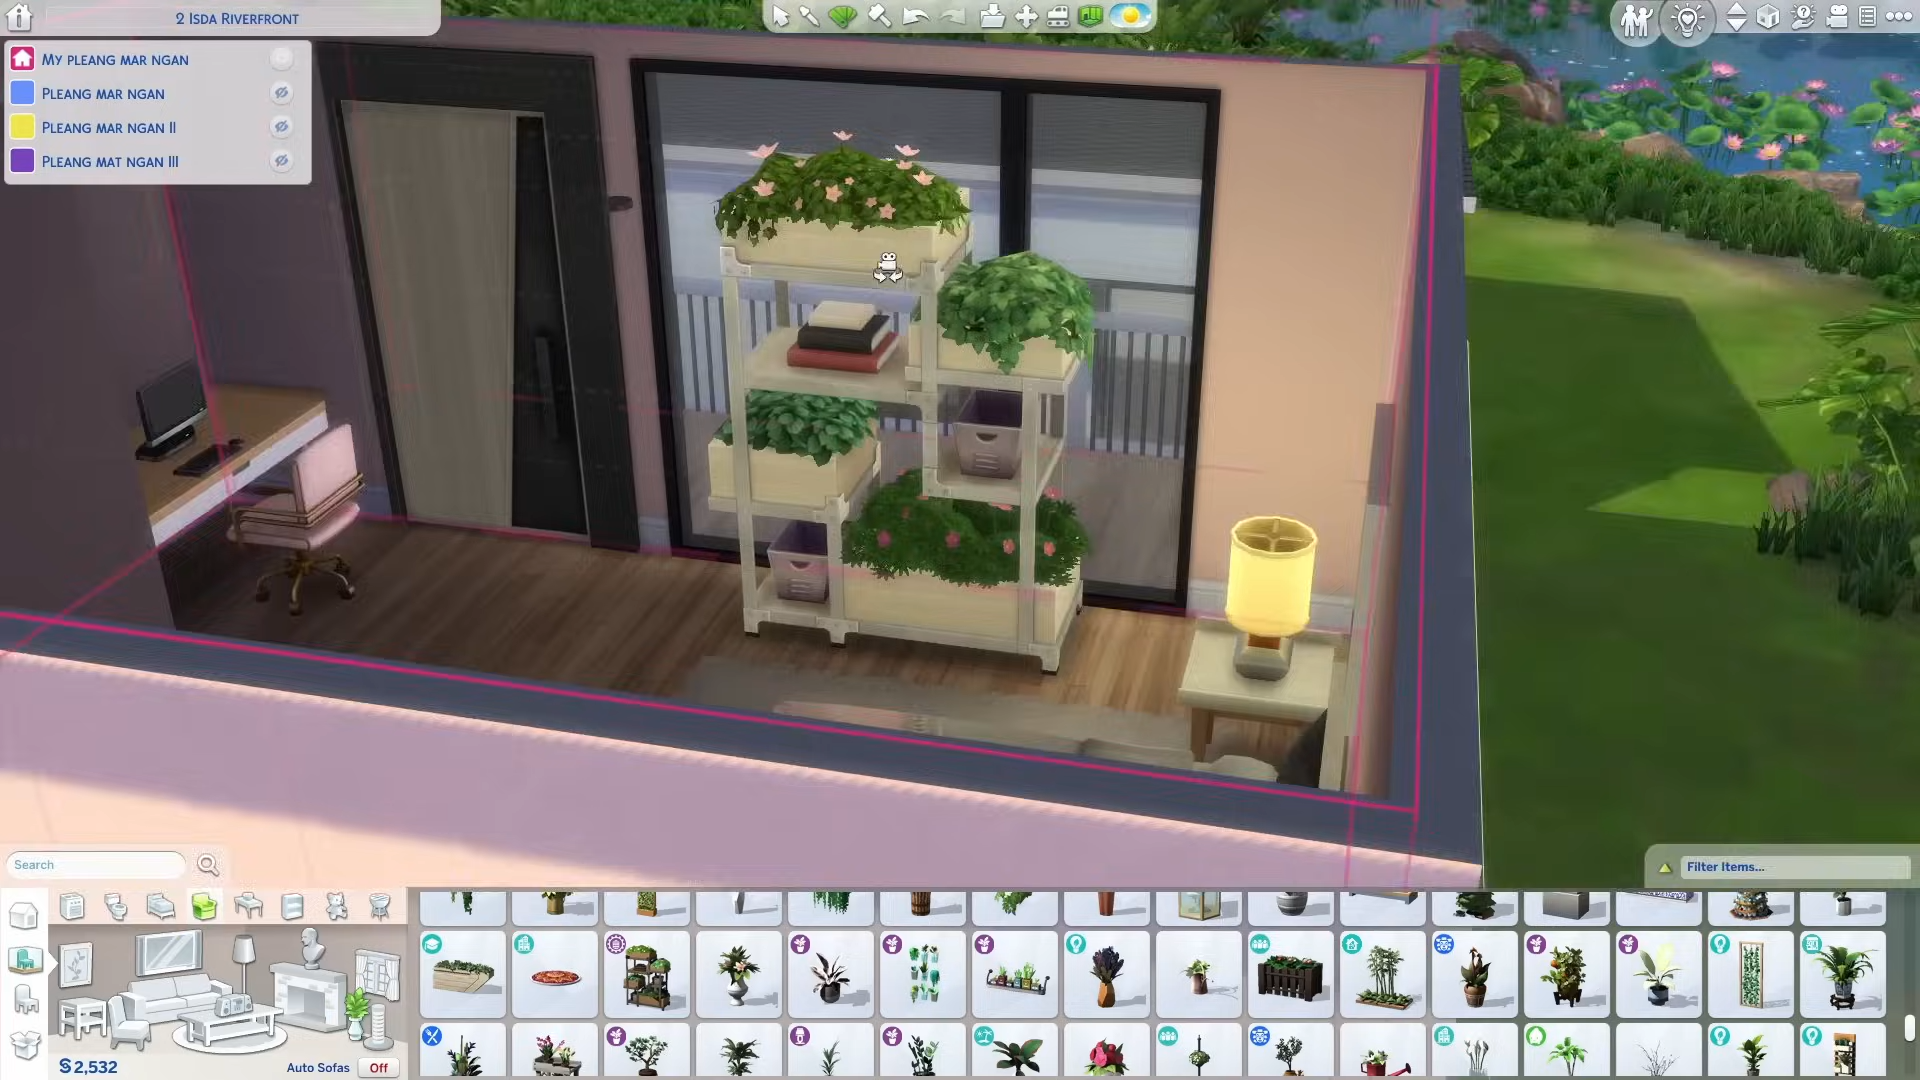 2 Isda Riverfront
My pleang mar ngan
Pleang mar ngan
Pleang mar ngan II
Pleang mat ngan III
Search
Filter Items...
§2,532
Auto Sofas
Off